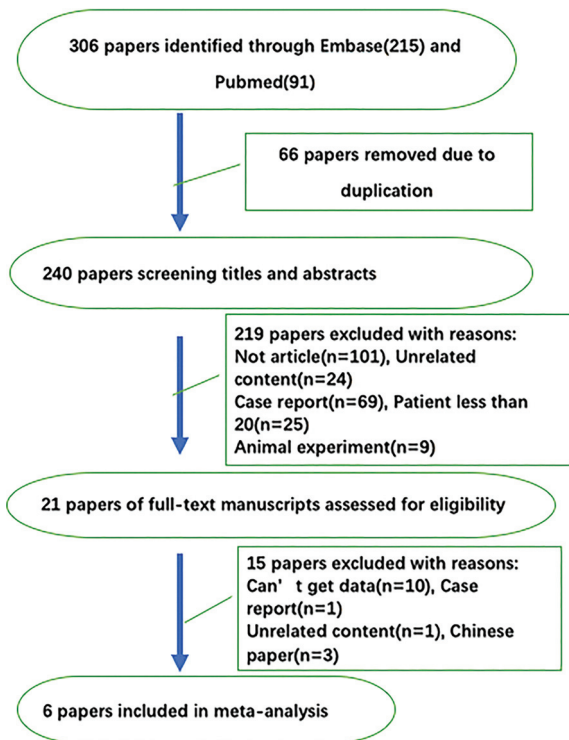 306 papers identified through Embase(215) and
Pubmed(91)
66 papers removed due to
duplication
240 papers screening titles and abstracts
219 papers excluded with reasons:
Not article(n=101), Unrelated
content(n=24)
Case report(n=69), Patient less than
20(n=25)
Animal experiment(n=9)
21 papers of full-text manuscripts assessed for eligibility
15 papers excluded with reasons:
Can’ t get data(n=10), Case
report(n=1)
Unrelated content(n=1), Chinese
paper(n=3)
6 papers included in meta-analysis